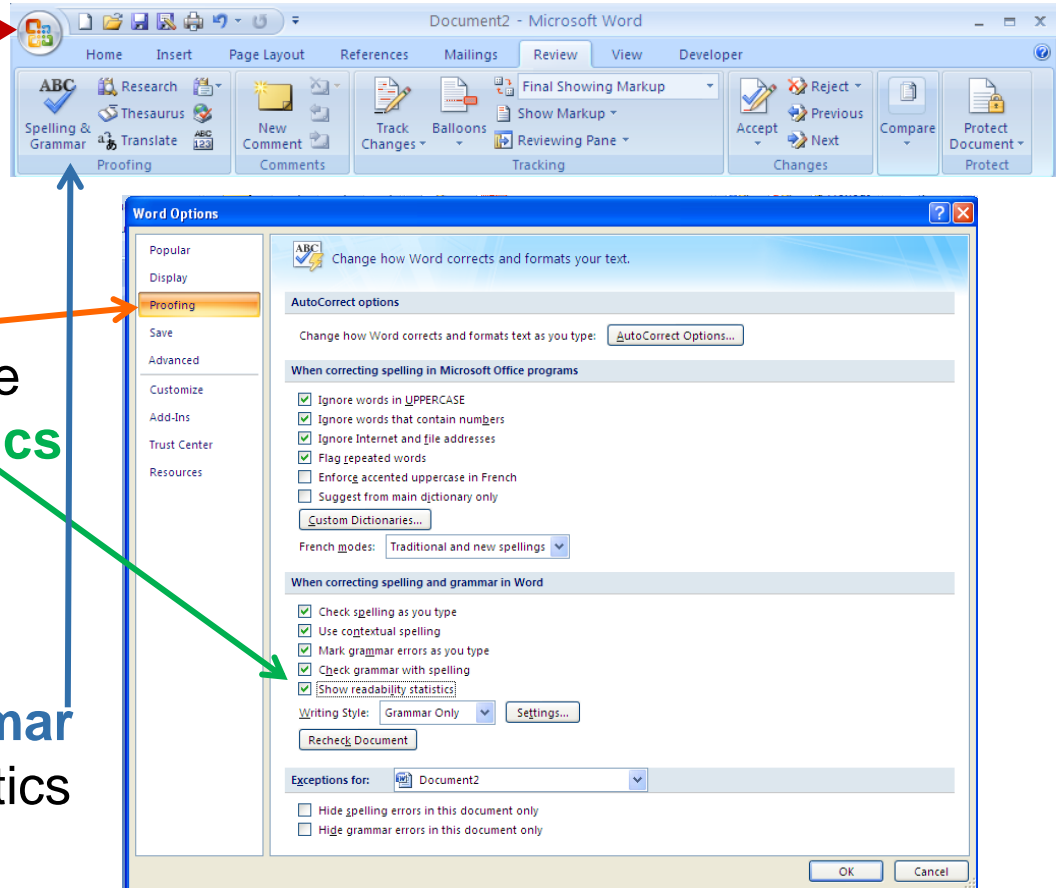 Document2 - Microsoft Word
Home Insert Page Layout References Mailings Review View Developer
ABC
Spelling & Grammar
Research
Thesaurus
Translate
ABC 123
Proofing
New Comment
Comments
Track Changes
Balloons
Final Showing Markup
Show Markup
Reviewing Pane
Tracking
Accept
Reject
Previous
Next
Changes
Compare
Protect Document
Protect
Word Options
Popular
Display
Proofing
Save
Advanced
Customize
Add-Ins
Trust Center
Resources
ABC
Change how Word corrects and formats your text.
AutoCorrect options
Change how Word corrects and formats text as you type: AutoCorrect Options...
When correcting spelling in Microsoft Office programs
Ignore words in UPPERCASE
Ignore words that contain numbers
Ignore Internet and file addresses
Flag repeated words
Enforce accented uppercase in French
Suggest from main dictionary only
Custom Dictionaries...
French modes: Traditional and new spellings
When correcting spelling and grammar in Word
Check spelling as you type
Use contextual spelling
Mark grammar errors as you type
Check grammar with spelling
Show readability statistics
Writing Style: Grammar Only Settings...
Recheck Document
Exceptions for: Document2
Hide spelling errors in this document only
Hide grammar errors in this document only
OK Cancel
e
cs
mar
tics